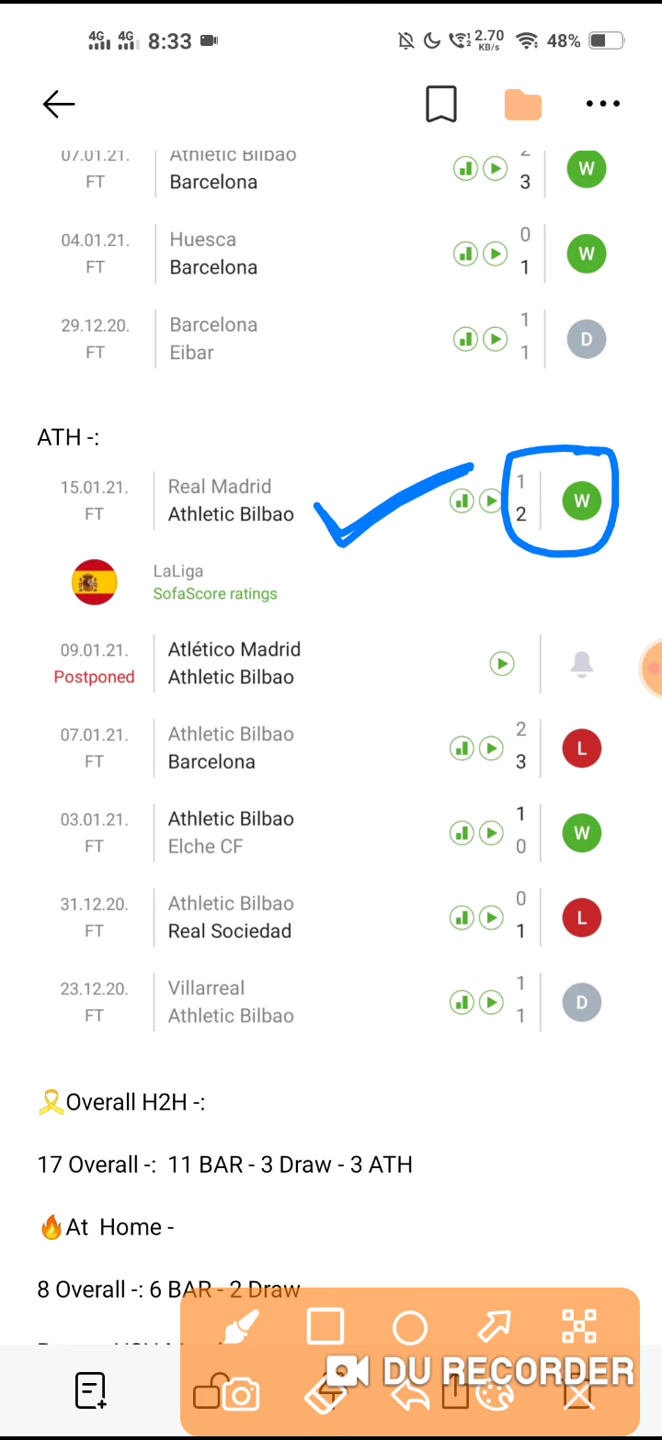 4G 4G 8:33 2.70 KB/s 48%
07.01.21. Athletic Bilbao 2
FT Barcelona 3 W
04.01.21. Huesca 0
FT Barcelona 1 W
29.12.20. Barcelona 1
FT Eibar 1 D
ATH -:
15.01.21. Real Madrid 1
FT Athletic Bilbao 2 W
LaLiga
SofaScore ratings
09.01.21. Atlético Madrid
Postponed Athletic Bilbao
07.01.21. Athletic Bilbao 2
FT Barcelona 3 L
03.01.21. Athletic Bilbao 1
FT Elche CF 0 W
31.12.20. Athletic Bilbao 0
FT Real Sociedad 1 L
23.12.20. Villarreal 1
FT Athletic Bilbao 1 D
🎗Overall H2H -:
17 Overall -: 11 BAR - 3 Draw - 3 ATH
🔥At Home -
8 Overall -: 6 BAR - 2 Draw
DU RECORDER